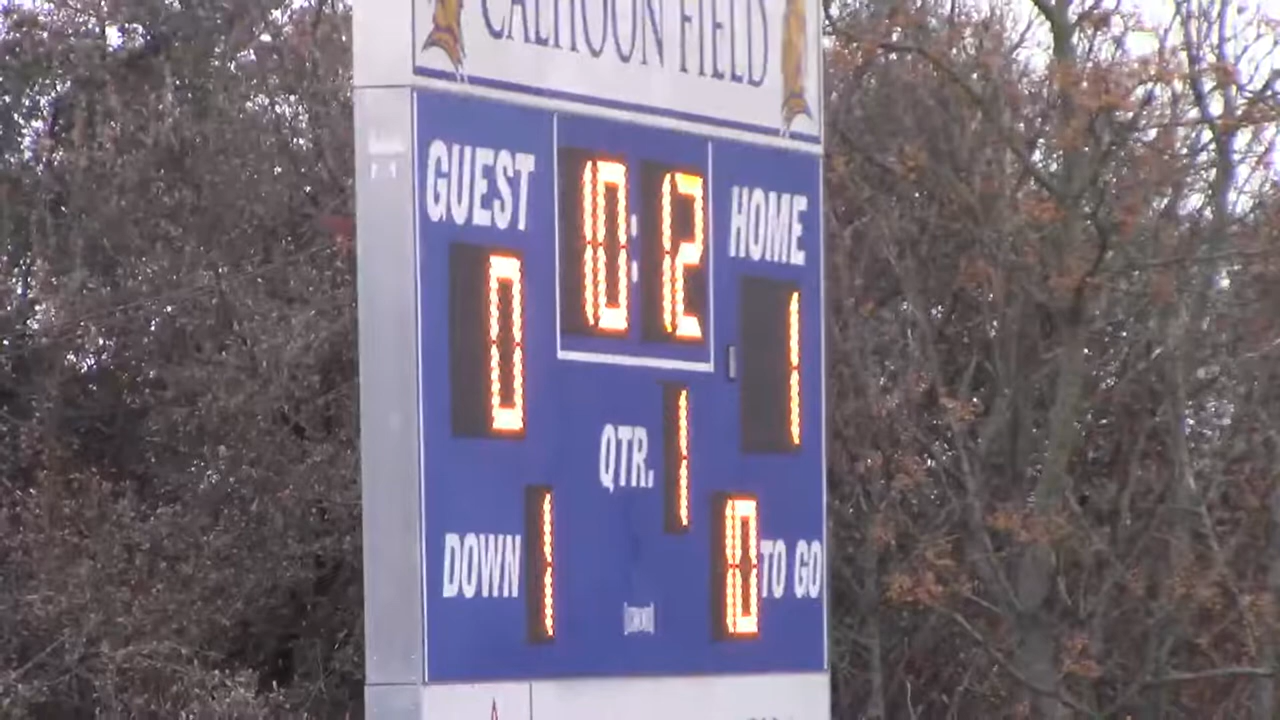 CALHOUN FIELD
GUEST
10:12
HOME
0
1
QTR. 1
DOWN 1
10 TO GO